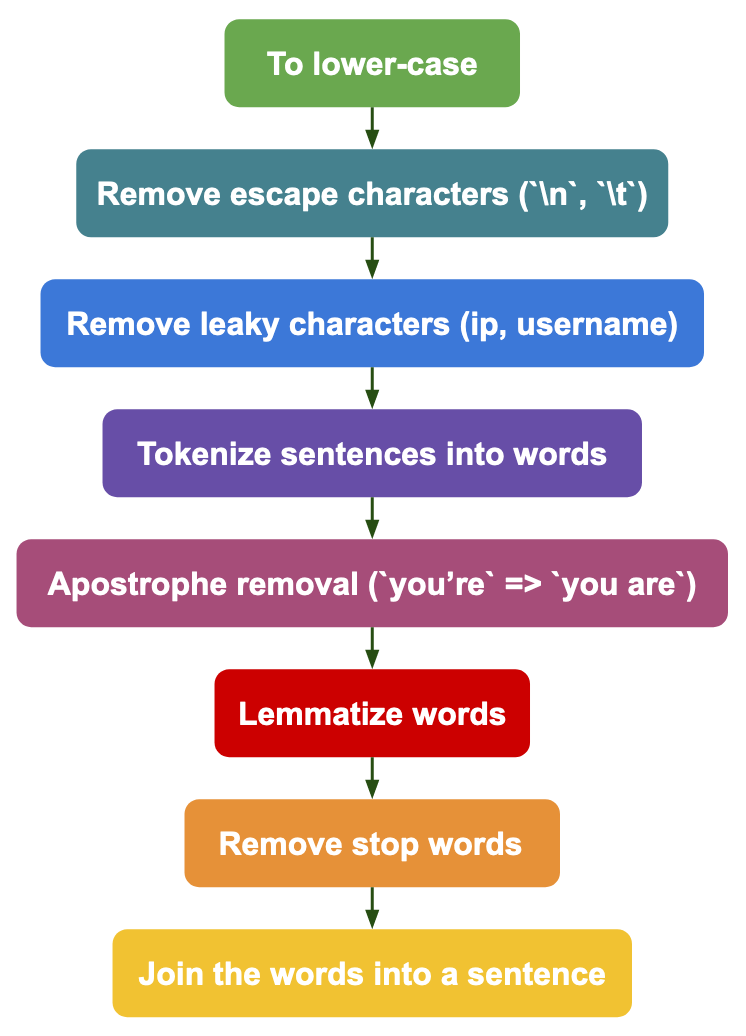 To lower-case
Remove escape characters (`\n`, `\t`)
Remove leaky characters (ip, username)
Tokenize sentences into words
Apostrophe removal (`you’re` => `you are`)
Lemmatize words
Remove stop words
Join the words into a sentence